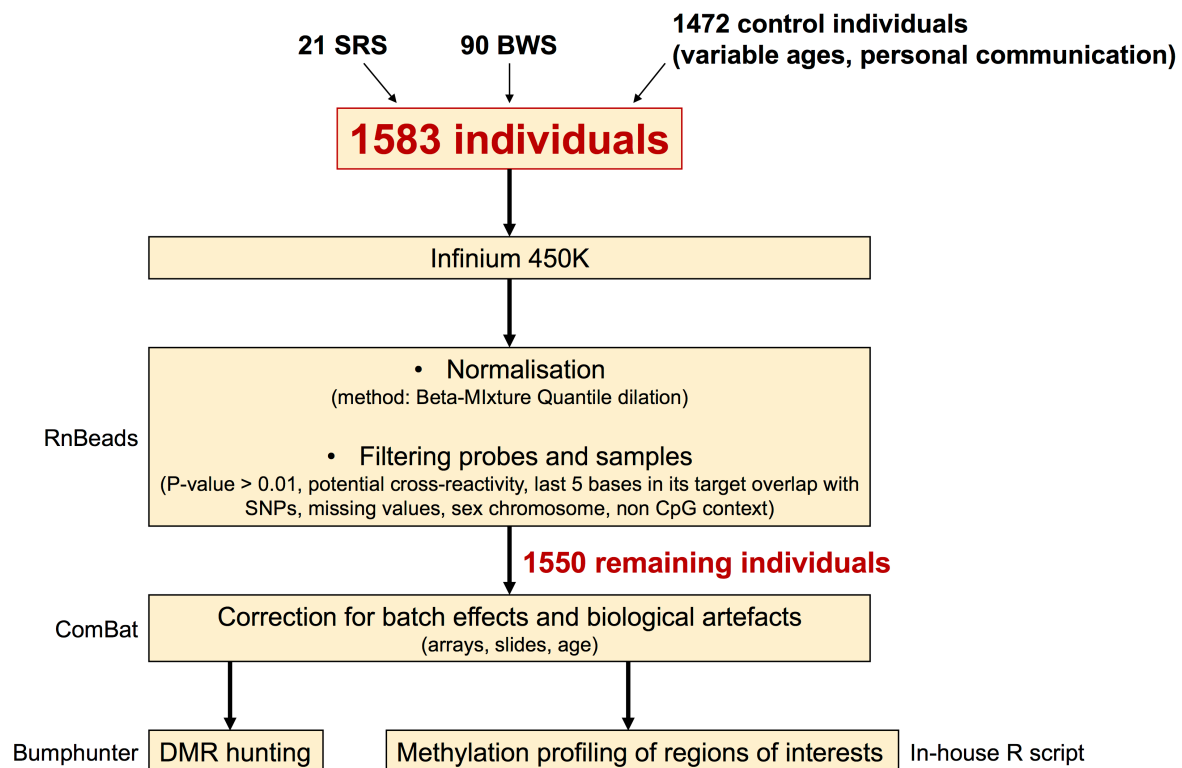 21 SRS
90 BWS
1472 control individuals
(variable ages, personal communication)
1583 individuals
Infinium 450K
RnBeads
• Normalisation
(method: Beta-MIxture Quantile dilation)
• Filtering probes and samples
(P-value > 0.01, potential cross-reactivity, last 5 bases in its target overlap with
SNPs, missing values, sex chromosome, non CpG context)
1550 remaining individuals
ComBat
Correction for batch effects and biological artefacts
(arrays, slides, age)
Bumphunter
DMR hunting
Methylation profiling of regions of interests
In-house R script